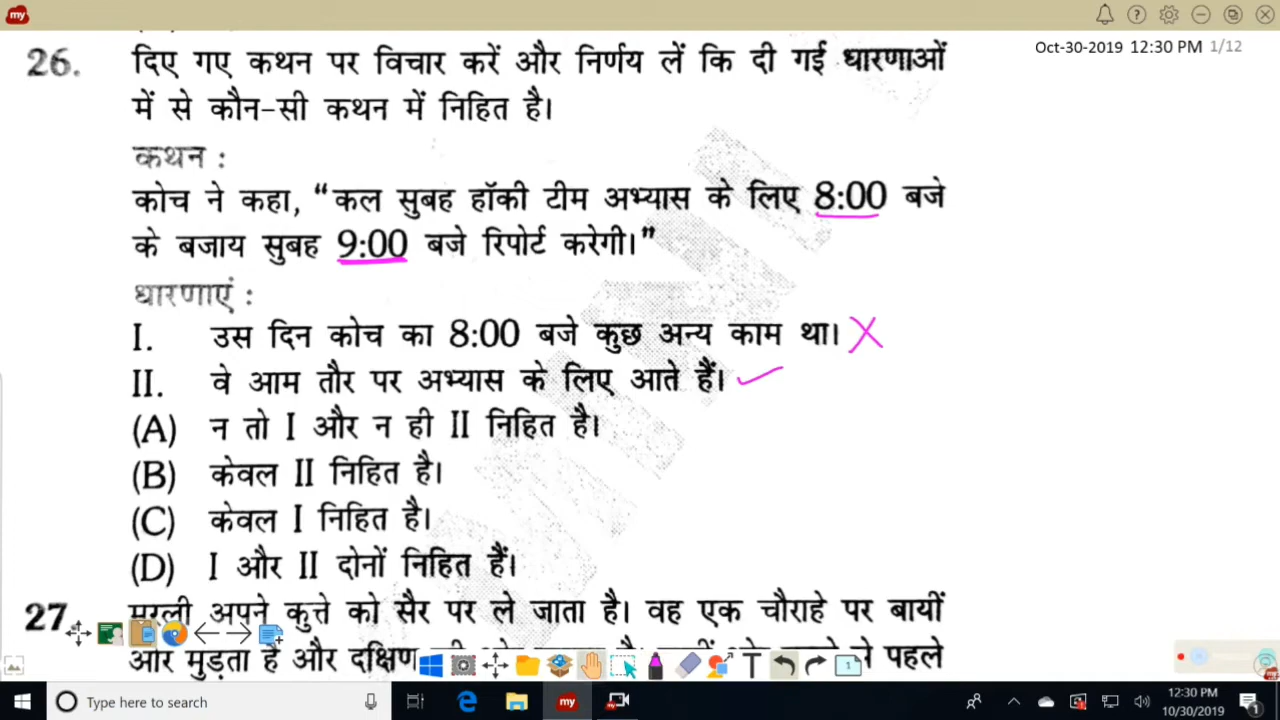 my
Oct-30-2019 12:30 PM 1/12
26. दिए गए कथन पर विचार करें और निर्णय लें कि दी गई धारणाओं
में से कौन-सी कथन में निहित है।
कथन :
कोच ने कहा, “कल सुबह हॉकी टीम अभ्यास के लिए 8:00 बजे
के बजाय सुबह 9:00 बजे रिपोर्ट करेगी।”
धारणाएं :
I. उस दिन कोच का 8:00 बजे कुछ अन्य काम था।
II. वे आम तौर पर अभ्यास के लिए आते हैं।
(A) न तो I और न ही II निहित है।
(B) केवल II निहित है।
(C) केवल I निहित है।
(D) I और II दोनों निहित हैं।
27. मुरली अपने कुत्ते को सैर पर ले जाता है। वह एक चौराहे पर बायीं
ओर मुड़ता है और दक्षिण पहले
Type here to search
my
12:30 PM
10/30/2019
1